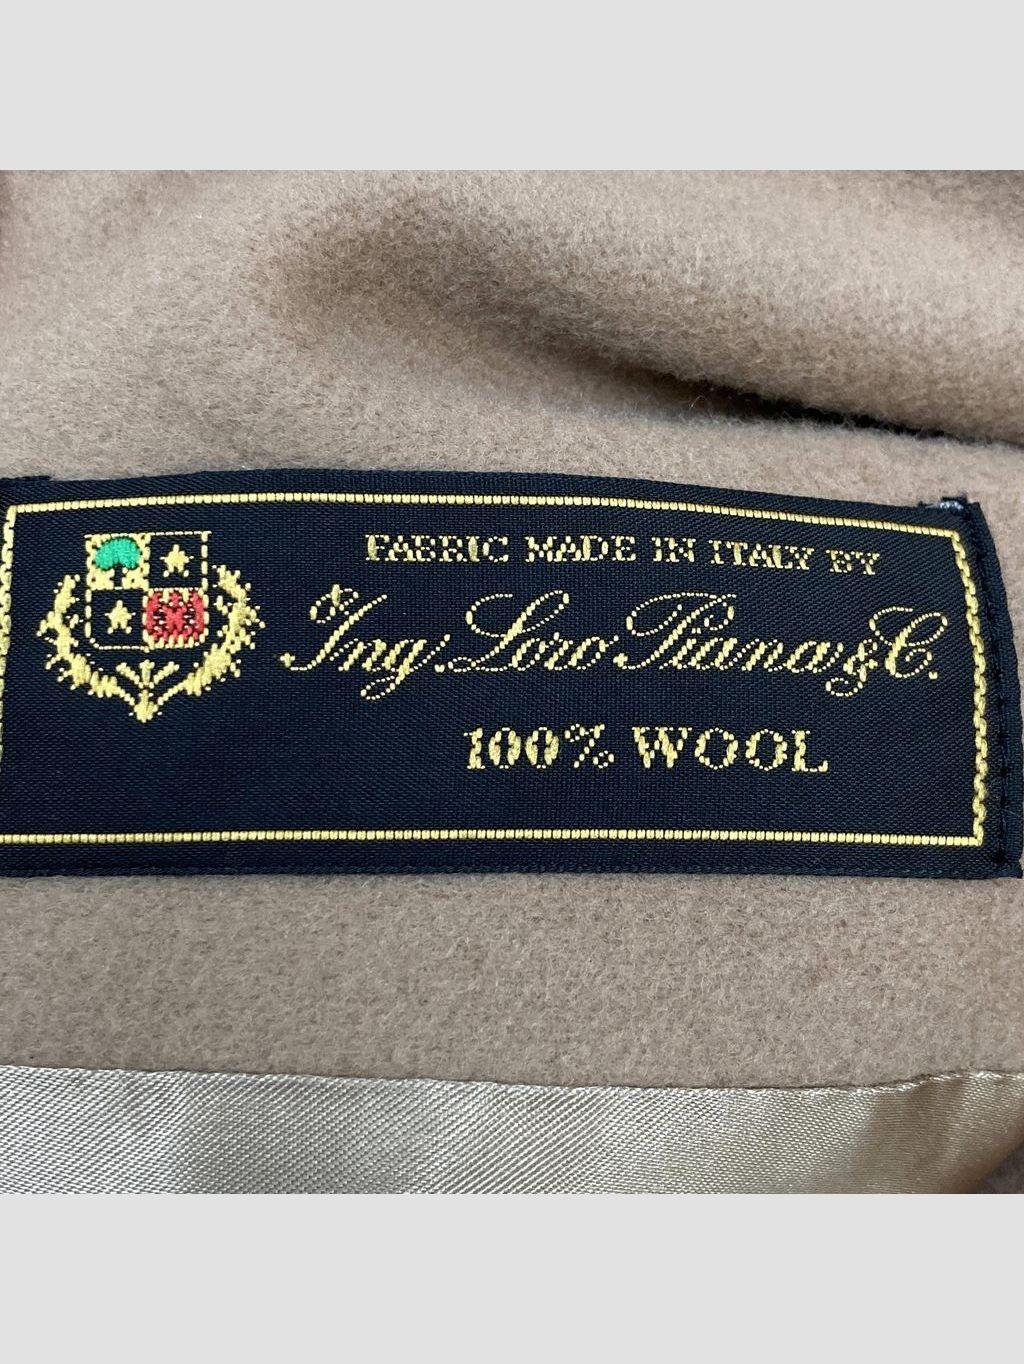 FABRIC MADE IN ITALY BY
Ing. Loro Piana & C.
100% WOOL